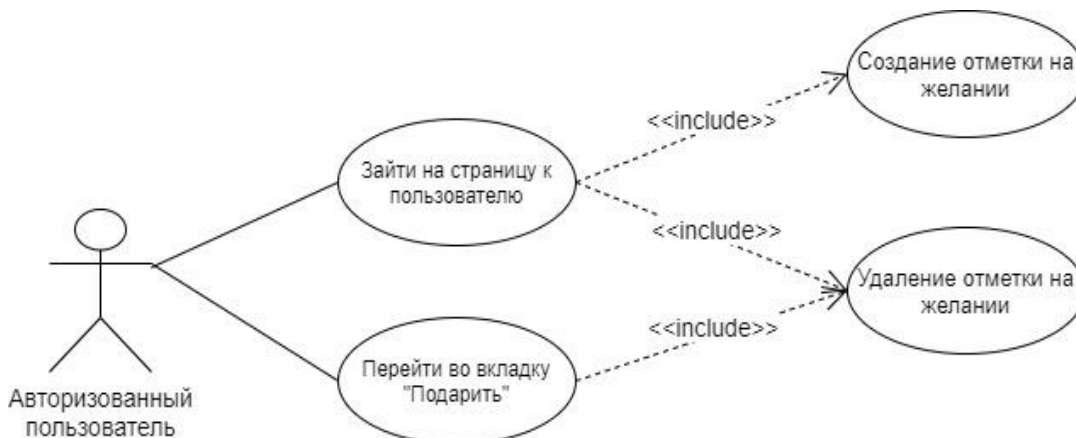 Создание отметки на
желании
<<include>>
Зайти на страницу к
пользователю
<<include>>
Удаление отметки на
желании
<<include>>
Перейти во вкладку
"Подарить"
Авторизованный
пользователь